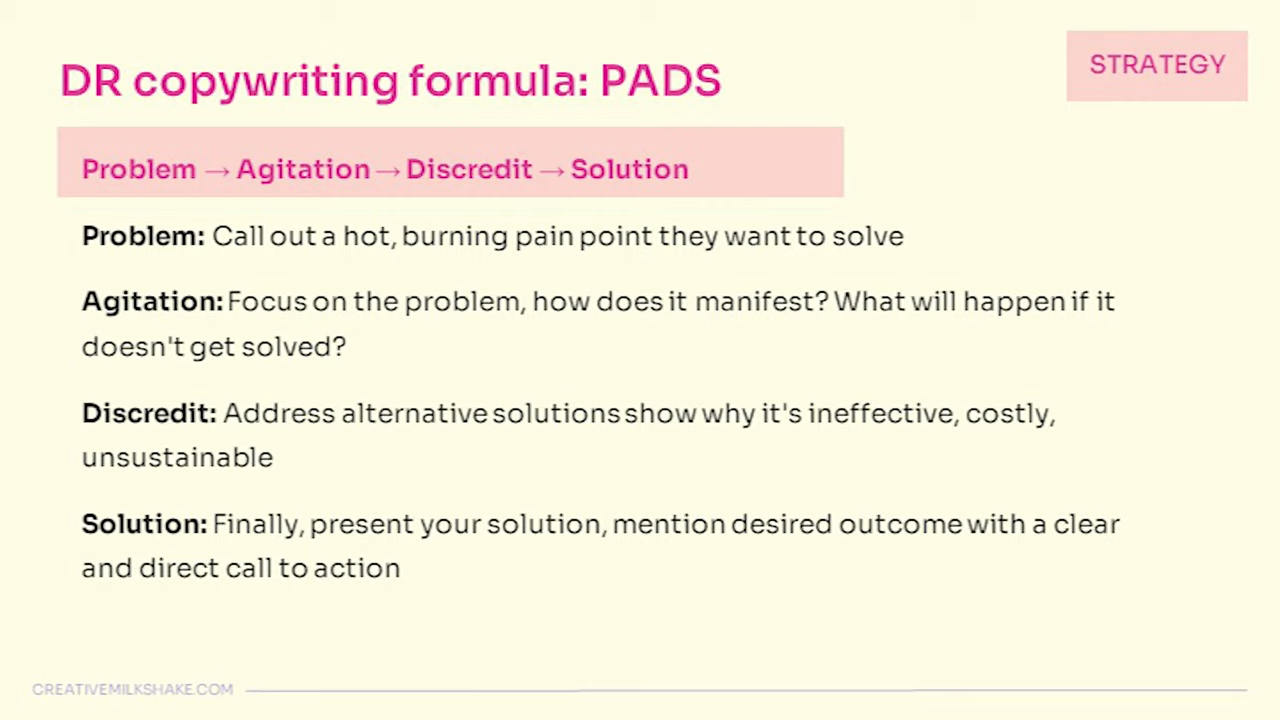 DR copywriting formula: PADS
STRATEGY
Problem → Agitation → Discredit → Solution
Problem: Call out a hot, burning pain point they want to solve
Agitation: Focus on the problem, how does it manifest? What will happen if it
doesn't get solved?
Discredit: Address alternative solutions show why it's ineffective, costly,
unsustainable
Solution: Finally, present your solution, mention desired outcome with a clear
and direct call to action
CREATIVEMILKSHAKE.COM